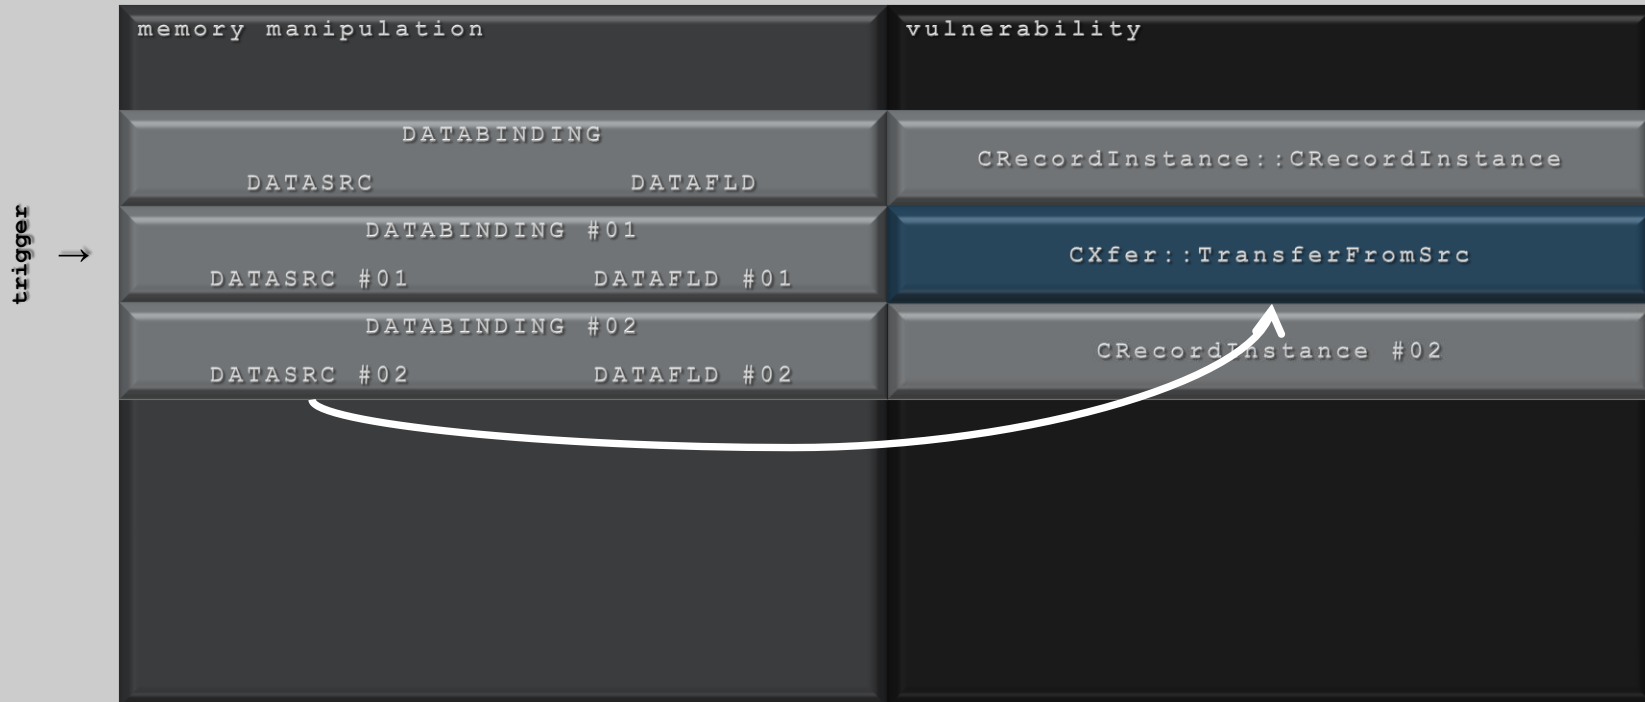 memory manipulation
vulnerability
DATABINDING
DATASRC DATAFLD
CRecordInstance::CRecordInstance
trigger →
DATABINDING #01
DATASRC #01 DATAFLD #01
CXfer::TransferFromSrc
DATABINDING #02
DATASRC #02 DATAFLD #02
CRecordInstance #02